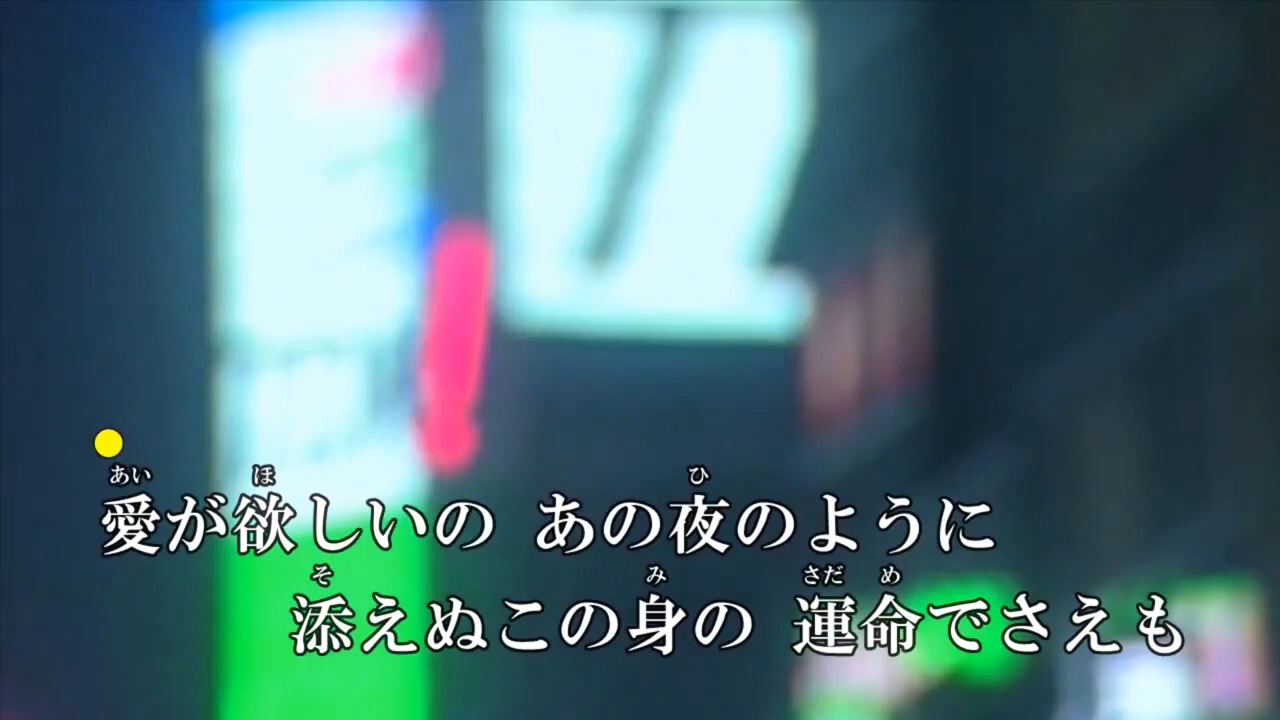 あい ほ ひ
愛が欲しいの あの夜のように
そ み さだ め
添えぬこの身の 運命でさえも